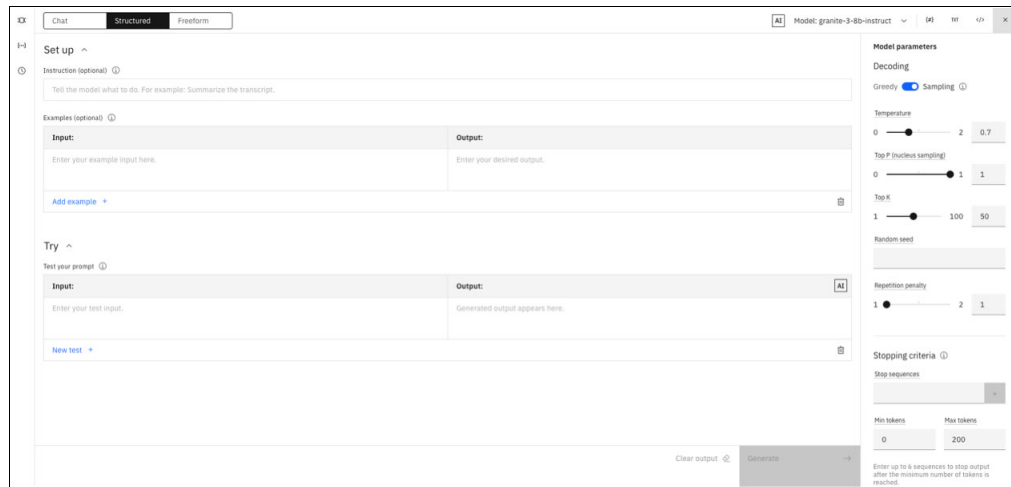 Chat Structured Freeform
AI Model: granite-3-8b-instruct {#} TXT </>
Set up
Instruction (optional)
Tell the model what to do. For example: Summarize the transcript.
Examples (optional)
Input: Output:
Enter your example input here. Enter your desired output.
Add example +
Try
Test your prompt
Input: Output: AI
Enter your test input. Generated output appears here.
New test +
Clear output Generate
Model parameters
Decoding
Greedy Sampling
Temperature
0 2 0.7
Top P (nucleus sampling)
0 1 1
Top K
1 100 50
Random seed
Repetition penalty
1 2 1
Stopping criteria
Stop sequences
+
Min tokens Max tokens
0 200
Enter up to 6 sequences to stop output
after the minimum number of tokens is
reached.